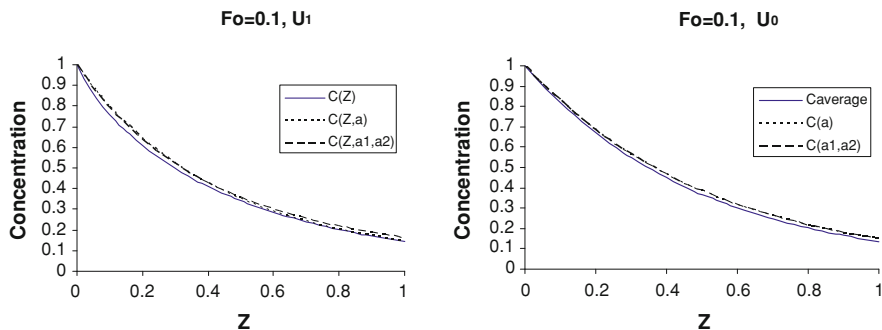 Fo=0.1, U1
Concentration
1
0.9
0.8
0.7
0.6
0.5
0.4
0.3
0.2
0.1
0
0 0.2 0.4 0.6 0.8 1
Z
C(Z)
C(Z,a)
C(Z,a1,a2)
Fo=0.1, U0
Concentration
1
0.9
0.8
0.7
0.6
0.5
0.4
0.3
0.2
0.1
0
0 0.2 0.4 0.6 0.8 1
Z
Caverage
C(a)
C(a1,a2)